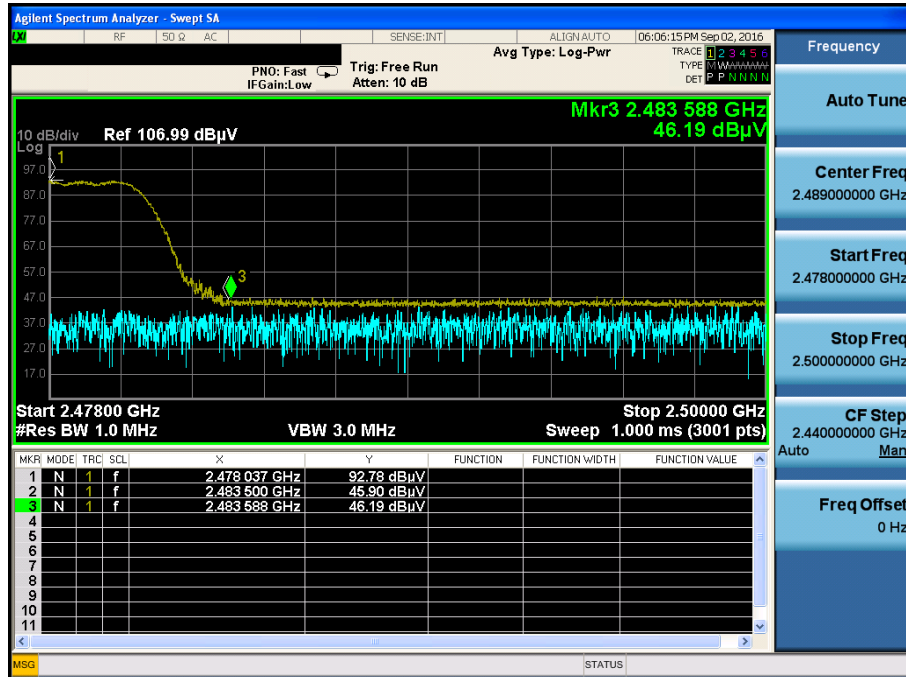 Agilent Spectrum Analyzer - Swept SA
LXI RF 50 Ω AC SENSE:INT ALIGN AUTO 06:06:15 PM Sep 02, 2016
PNO: Fast
IFGain:Low
Trig: Free Run
Atten: 10 dB
Avg Type: Log-Pwr
TRACE 1 2 3 4 5 6
TYPE M WWWWW
DET P P N N N N
Mkr3 2.483 588 GHz
46.19 dBµV
10 dB/div Ref 106.99 dBµV
Log
97.0
87.0
77.0
67.0
57.0
47.0
37.0
27.0
17.0
1
3
Start 2.47800 GHz Stop 2.50000 GHz
#Res BW 1.0 MHz VBW 3.0 MHz Sweep 1.000 ms (3001 pts)
MKR MODE TRC SCL X Y FUNCTION FUNCTION WIDTH FUNCTION VALUE
1 N 1 f 2.478 037 GHz 92.78 dBµV
2 N 1 f 2.483 500 GHz 45.90 dBµV
3 N 1 f 2.483 588 GHz 46.19 dBµV
4
5
6
7
8
9
10
11
MSG STATUS
Frequency
Auto Tune
Center Freq
2.489000000 GHz
Start Freq
2.478000000 GHz
Stop Freq
2.500000000 GHz
CF Step
2.440000000 GHz
Auto Man
Freq Offset
0 Hz